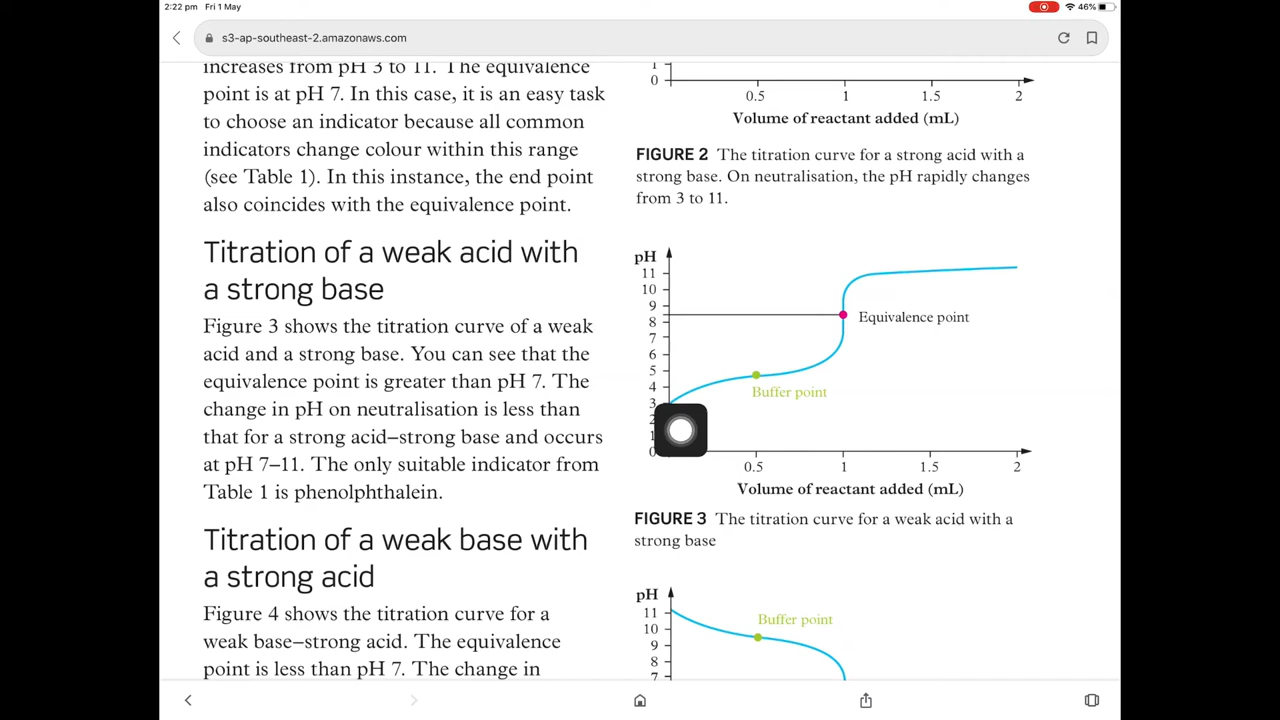 2:22 pm Fri 1 May
46%
s3-ap-southeast-2.amazonaws.com
increases from pH 3 to 11. The equivalence
point is at pH 7. In this case, it is an easy task
to choose an indicator because all common
indicators change colour within this range
(see Table 1). In this instance, the end point
also coincides with the equivalence point.
Titration of a weak acid with
a strong base
Figure 3 shows the titration curve of a weak
acid and a strong base. You can see that the
equivalence point is greater than pH 7. The
change in pH on neutralisation is less than
that for a strong acid–strong base and occurs
at pH 7–11. The only suitable indicator from
Table 1 is phenolphthalein.
Titration of a weak base with
a strong acid
Figure 4 shows the titration curve for a
weak base–strong acid. The equivalence
point is less than pH 7. The change in
1
0
0.5 1 1.5 2
Volume of reactant added (mL)
FIGURE 2 The titration curve for a strong acid with a
strong base. On neutralisation, the pH rapidly changes
from 3 to 11.
pH
11
10
9
8
7
6
5
4
3
2
1
0
Equivalence point
Buffer point
0.5 1 1.5 2
Volume of reactant added (mL)
FIGURE 3 The titration curve for a weak acid with a
strong base
pH
11
10
9
8
7
Buffer point